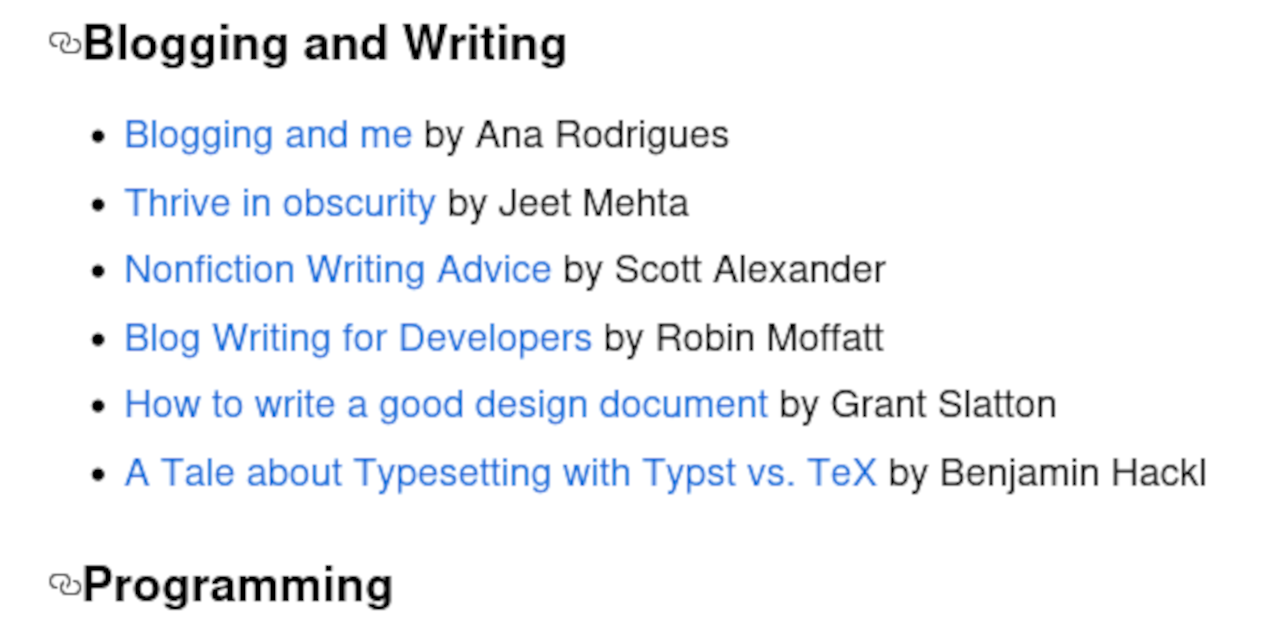 Blogging and Writing
Blogging and me by Ana Rodrigues
Thrive in obscurity by Jeet Mehta
Nonfiction Writing Advice by Scott Alexander
Blog Writing for Developers by Robin Moffatt
How to write a good design document by Grant Slatton
A Tale about Typesetting with Typst vs. TeX by Benjamin Hackl
Programming